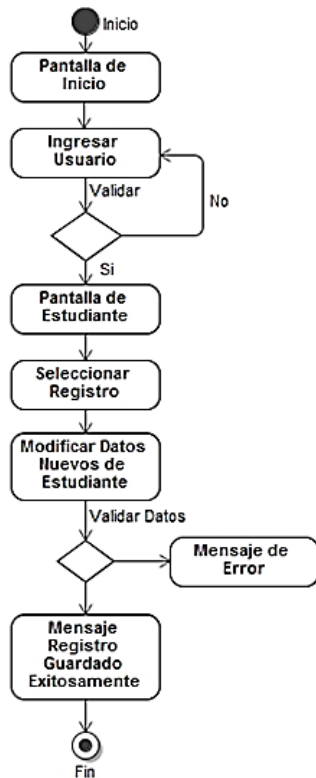 Inicio
Pantalla de
Inicio
Ingresar
Usuario
Validar
No
Si
Pantalla de
Estudiante
Seleccionar
Registro
Modificar Datos
Nuevos de
Estudiante
Validar Datos
Mensaje de
Error
Mensaje
Registro
Guardado
Exitosamente
Fin